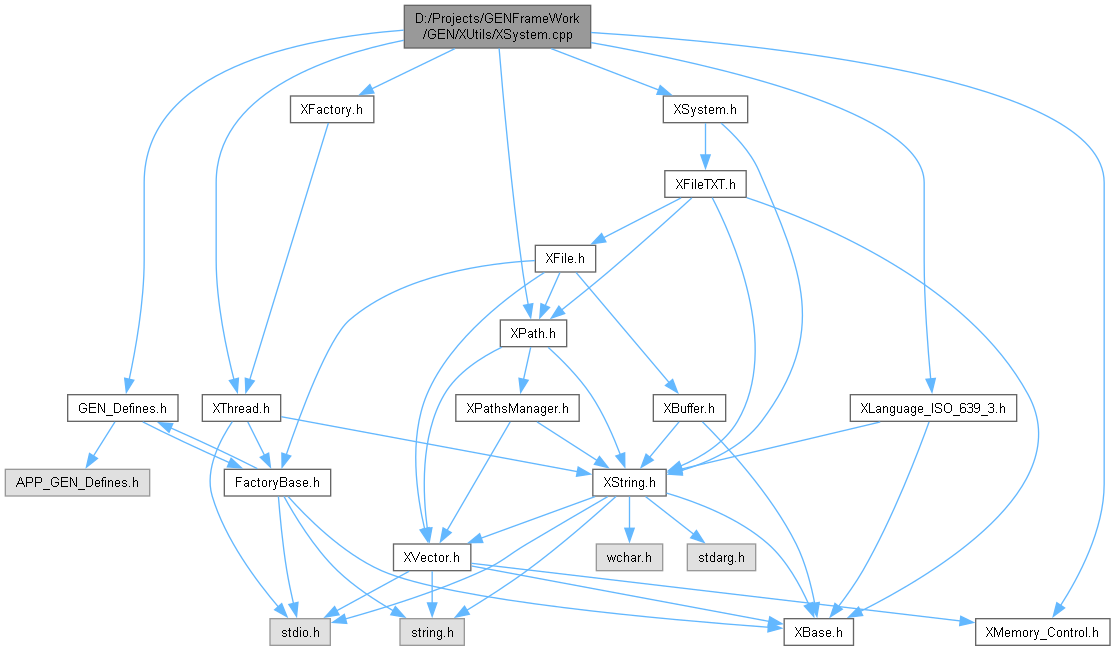 D:/Projects/GENFrameWork
/GEN/XUtils/XSystem.cpp
XFactory.h
XSystem.h
XFileTXT.h
XFile.h
XPath.h
GEN_Defines.h
XThread.h
XPathsManager.h
XBuffer.h
XLanguage_ISO_639_3.h
APP_GEN_Defines.h
FactoryBase.h
XString.h
XVector.h
wchar.h
stdarg.h
stdio.h
string.h
XBase.h
XMemory_Control.h